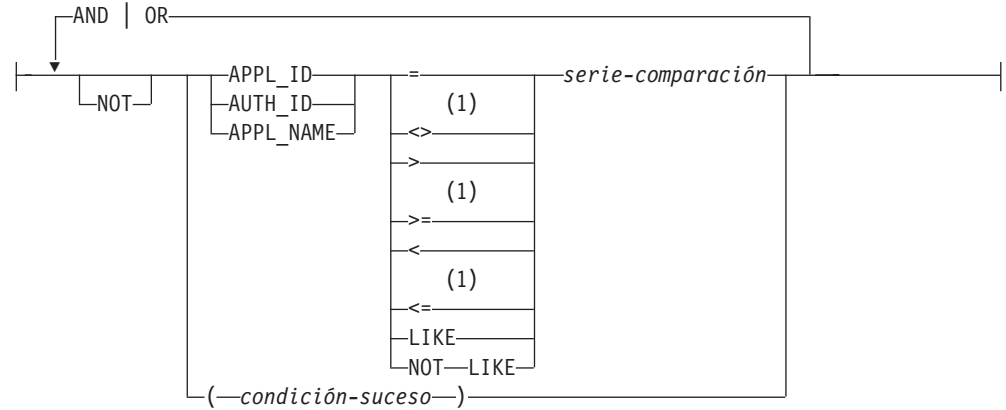 AND | OR
APPL_ID = serie-comparación
NOT AUTH_ID (1)
APPL_NAME <>
>
(1)
>=
<
(1)
<=
LIKE
NOT LIKE
( condición-suceso )